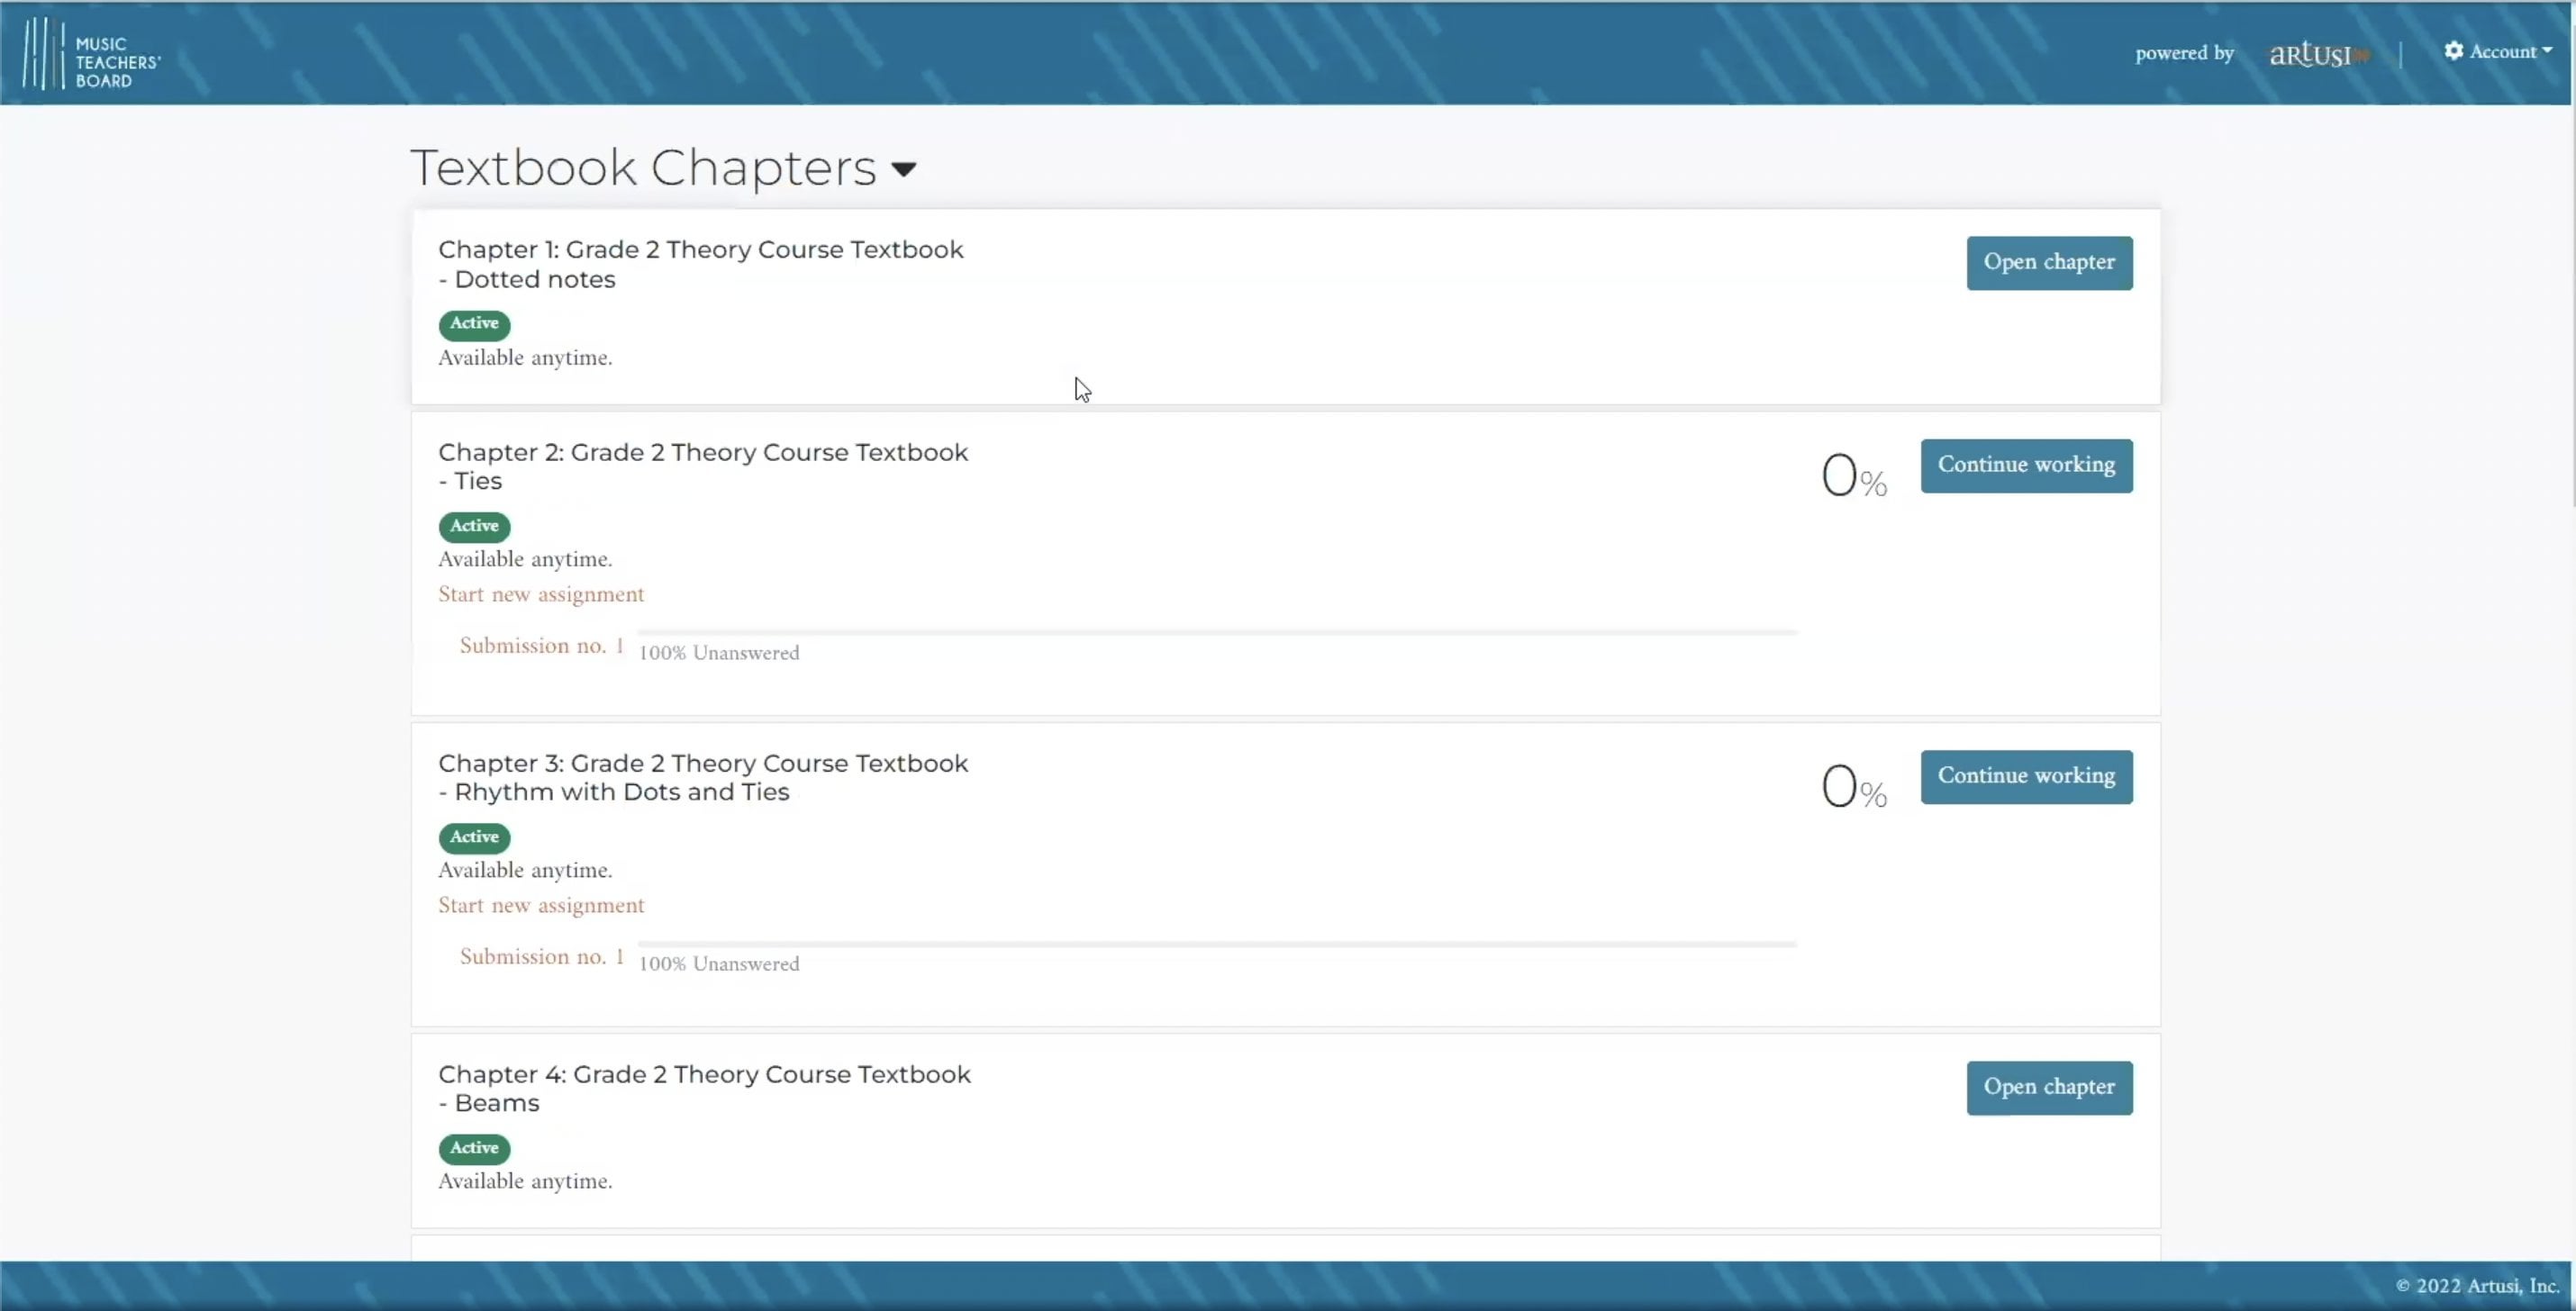 MUSIC
TEACHERS'
BOARD
powered by artusi | Account
Textbook Chapters
Chapter 1: Grade 2 Theory Course Textbook
- Dotted notes
Open chapter
Active
Available anytime.
Chapter 2: Grade 2 Theory Course Textbook
- Ties
0%
Continue working
Active
Available anytime.
Start new assignment
Submission no. 1
100% Unanswered
Chapter 3: Grade 2 Theory Course Textbook
- Rhythm with Dots and Ties
0%
Continue working
Active
Available anytime.
Start new assignment
Submission no. 1
100% Unanswered
Chapter 4: Grade 2 Theory Course Textbook
- Beams
Open chapter
Active
Available anytime.
© 2022 Artusi, Inc.